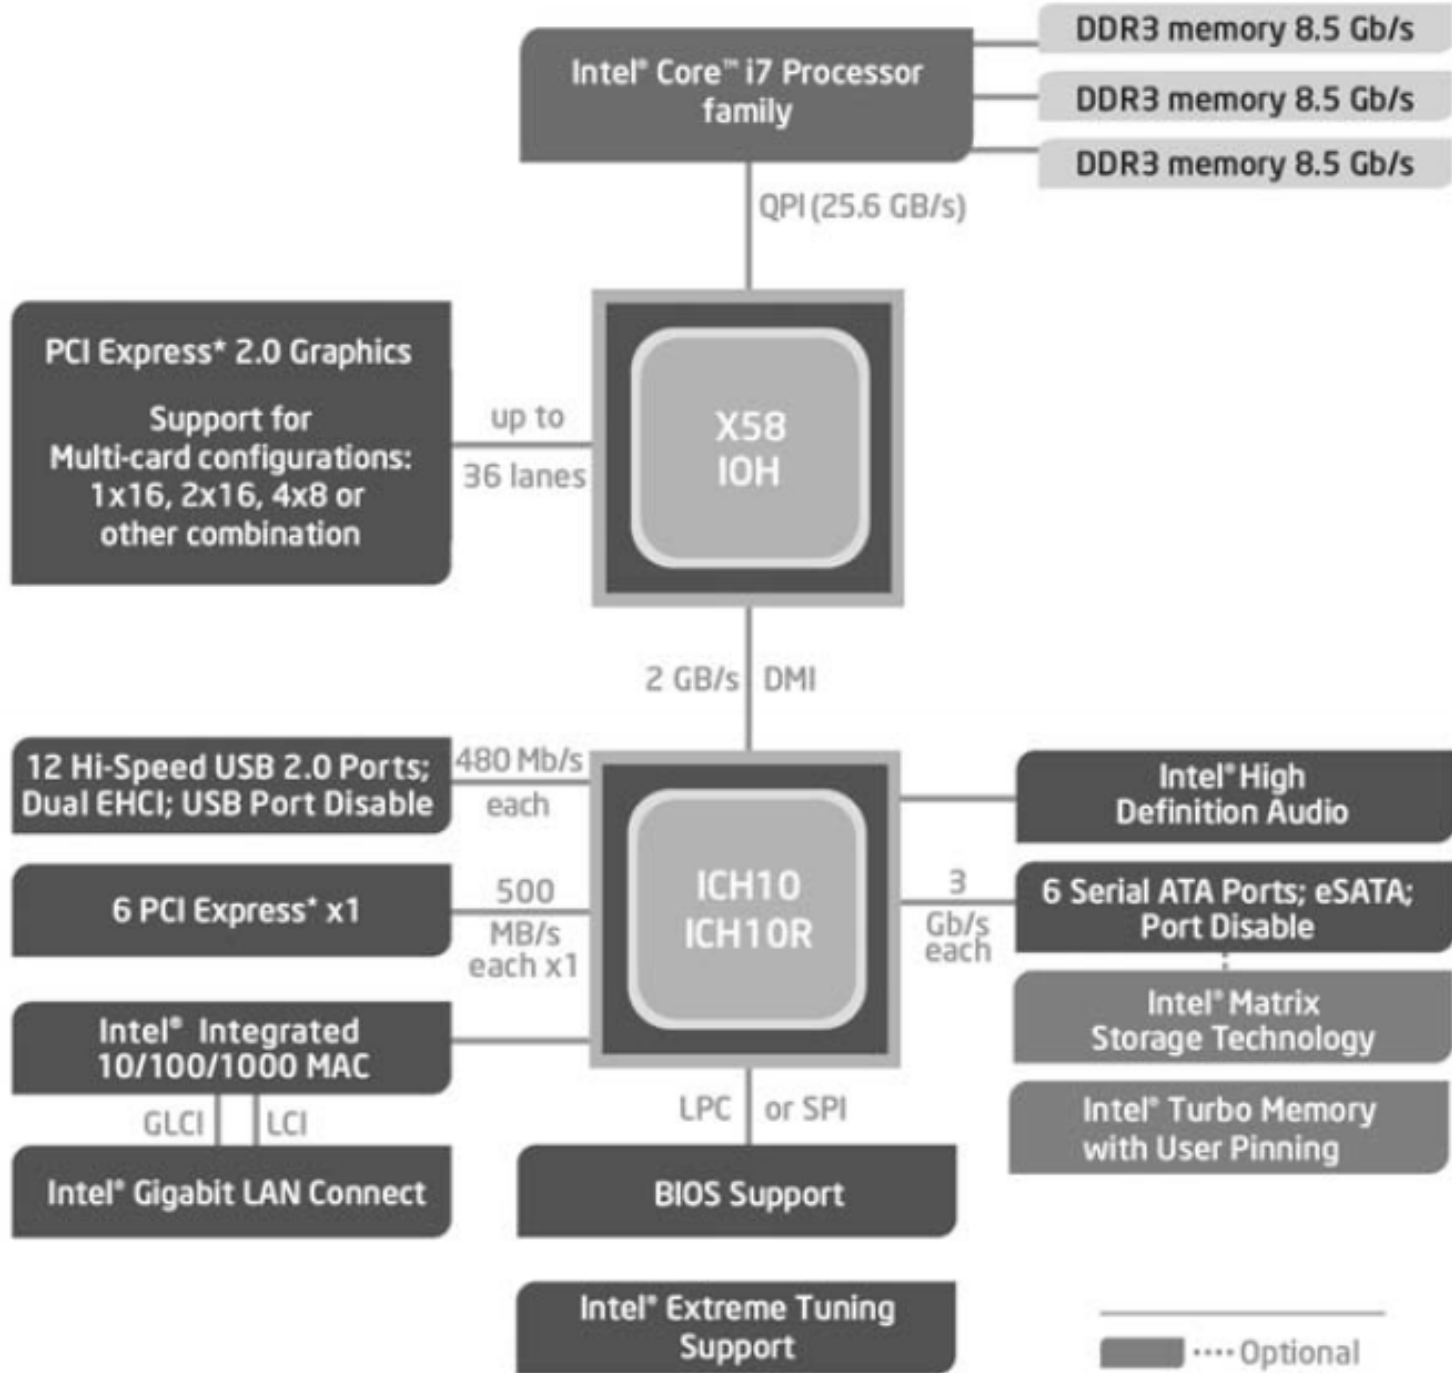 DDR3 memory 8.5 Gb/s
Intel® Core™ i7 Processor
family
DDR3 memory 8.5 Gb/s
DDR3 memory 8.5 Gb/s
QPI (25.6 GB/s)
PCI Express* 2.0 Graphics
Support for
Multi-card configurations:
1x16, 2x16, 4x8 or
other combination
up to
36 lanes
X58
IOH
2 GB/s DMI
12 Hi-Speed USB 2.0 Ports;
Dual EHCI; USB Port Disable
480 Mb/s
each
Intel® High
Definition Audio
6 PCI Express* x1
500
MB/s
each x1
ICH10
ICH10R
3
Gb/s
each
6 Serial ATA Ports; eSATA;
Port Disable
Intel® Integrated
10/100/1000 MAC
Intel® Matrix
Storage Technology
GLCI LCI
LPC or SPI
Intel® Turbo Memory
with User Pinning
Intel® Gigabit LAN Connect
BIOS Support
Intel® Extreme Tuning
Support
Optional